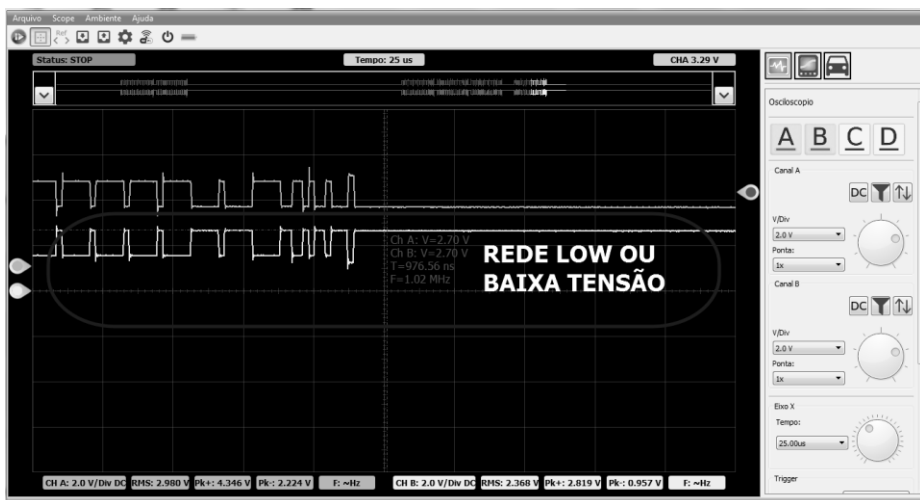 Arquivo Scope Ambiente Ajuda
Ref
Status: STOP
Tempo: 25 us
CHA 3.29 V
Osciloscopio
A B C D
Canal A
DC
V/Div
2.0 V
Ponta:
1x
Canal B
DC
V/Div
2.0 V
Ponta:
1x
Eixo X
Tempo:
25.00us
Trigger
Ch A: V=2.70 V
Ch B: V=2.70 V
T=976.56 ns
F=1.02 MHz
REDE LOW OU
BAIXA TENSÃO
CH A: 2.0 V/Div DC RMS: 2.980 V Pk+: 4.346 V Pk-: 2.224 V F: ~Hz CH B: 2.0 V/Div DC RMS: 2.368 V Pk+: 2.819 V Pk-: 0.957 V F: ~Hz